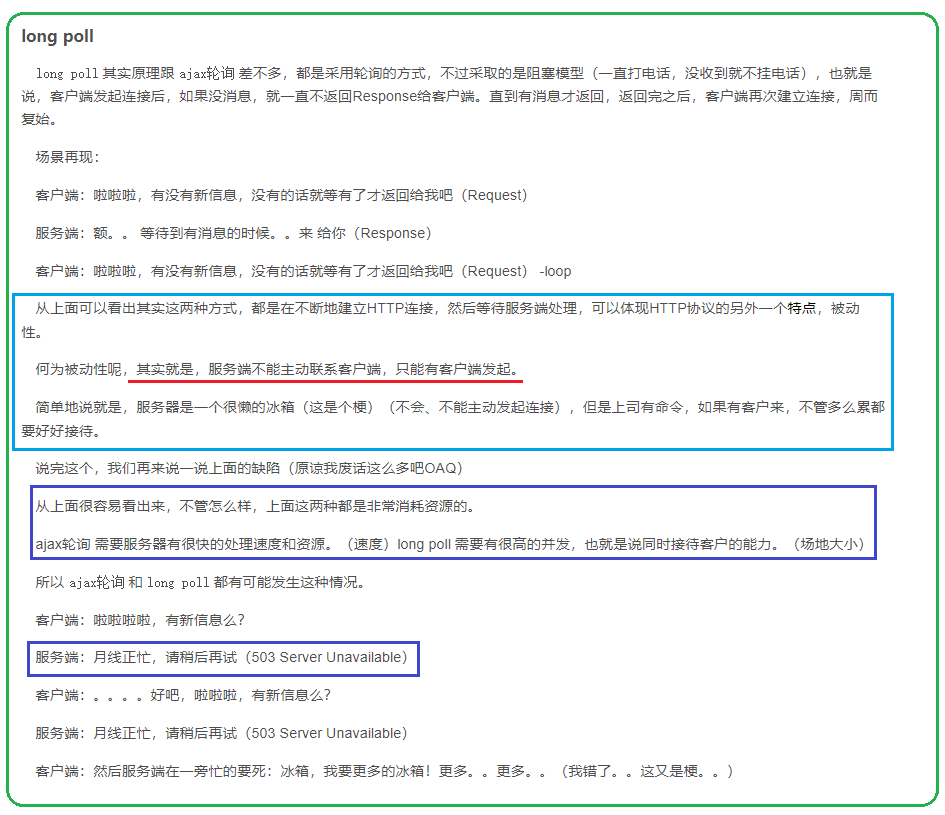 long poll
long poll 其实原理跟 ajax轮询 差不多，都是采用轮询的方式，不过采取的是阻塞模型（一直打电话，没收到就不挂电话），也就是
说，客户端发起连接后，如果没消息，就一直不返回Response给客户端。直到有消息才返回，返回完之后，客户端再次建立连接，周而
复始。
场景再现：
客户端：啦啦啦，有没有新信息，没有的话就等有了才返回给我吧（Request）
服务端：额。。 等待到有消息的时候。。来 给你（Response）
客户端：啦啦啦，有没有新信息，没有的话就等有了才返回给我吧（Request） -loop
从上面可以看出其实这两种方式，都是在不断地建立HTTP连接，然后等待服务端处理，可以体现HTTP协议的另外一个特点，被动
性。
何为被动性呢，其实就是，服务端不能主动联系客户端，只能有客户端发起。
简单地说就是，服务器是一个很懒的冰箱（这是个梗）（不会、不能主动发起连接），但是上司有命令，如果有客户来，不管多么累都
要好好接待。
说完这个，我们再来说一说上面的缺陷（原谅我废话这么多吧OAQ）
从上面很容易看出来，不管怎么样，上面这两种都是非常消耗资源的。
ajax轮询 需要服务器有很快的处理速度和资源。（速度）long poll 需要有很高的并发，也就是说同时接待客户的能力。（场地大小）
所以 ajax轮询 和 long poll 都有可能发生这种情况。
客户端：啦啦啦啦，有新信息么？
服务端：月线正忙，请稍后再试（503 Server Unavailable）
客户端：。。。。好吧，啦啦啦，有新信息么？
服务端：月线正忙，请稍后再试（503 Server Unavailable）
客户端：然后服务端在一旁忙的要死：冰箱，我要更多的冰箱！更多。。更多。。（我错了。。这又是梗。。）